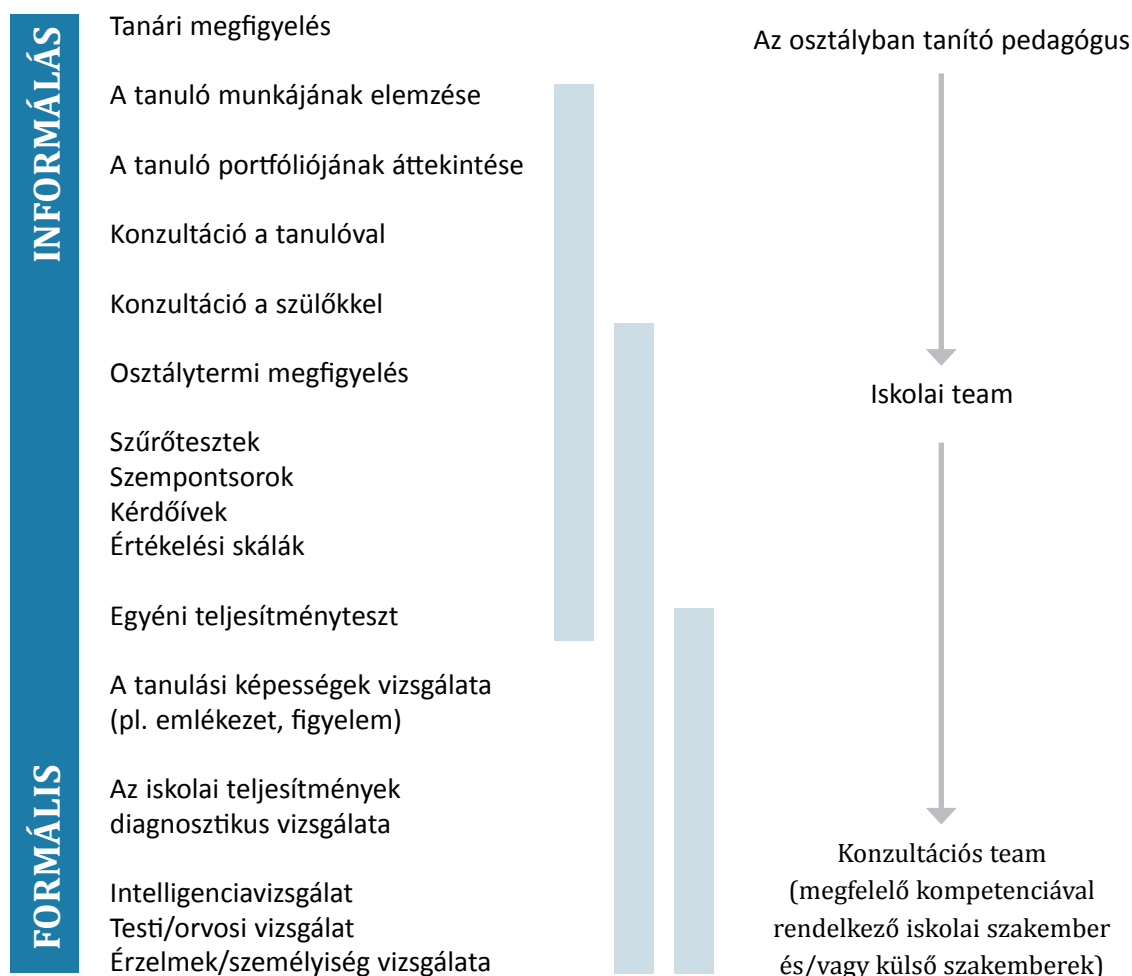 INFORMÁLÁS
Tanári megfigyelés
A tanuló munkájának elemzése
A tanuló portfóliójának áttekintése
Konzultáció a tanulóval
Konzultáció a szülőkkel
Osztálytermi megfigyelés
Szűrőtesztek
Szempontsorok
Kérdőívek
Értékelési skálák
Egyéni teljesítményteszt
A tanulási képességek vizsgálata
(pl. emlékezet, figyelem)
FORMÁLIS
Az iskolai teljesítmények
diagnosztikus vizsgálata
Intelligenciavizsgálat
Testi/orvosi vizsgálat
Érzelmek/személyiség vizsgálata
Az osztályban tanító pedagógus
Iskolai team
Konzultációs team
(megfelelő kompetenciával
rendelkező iskolai szakember
és/vagy külső szakemberek)